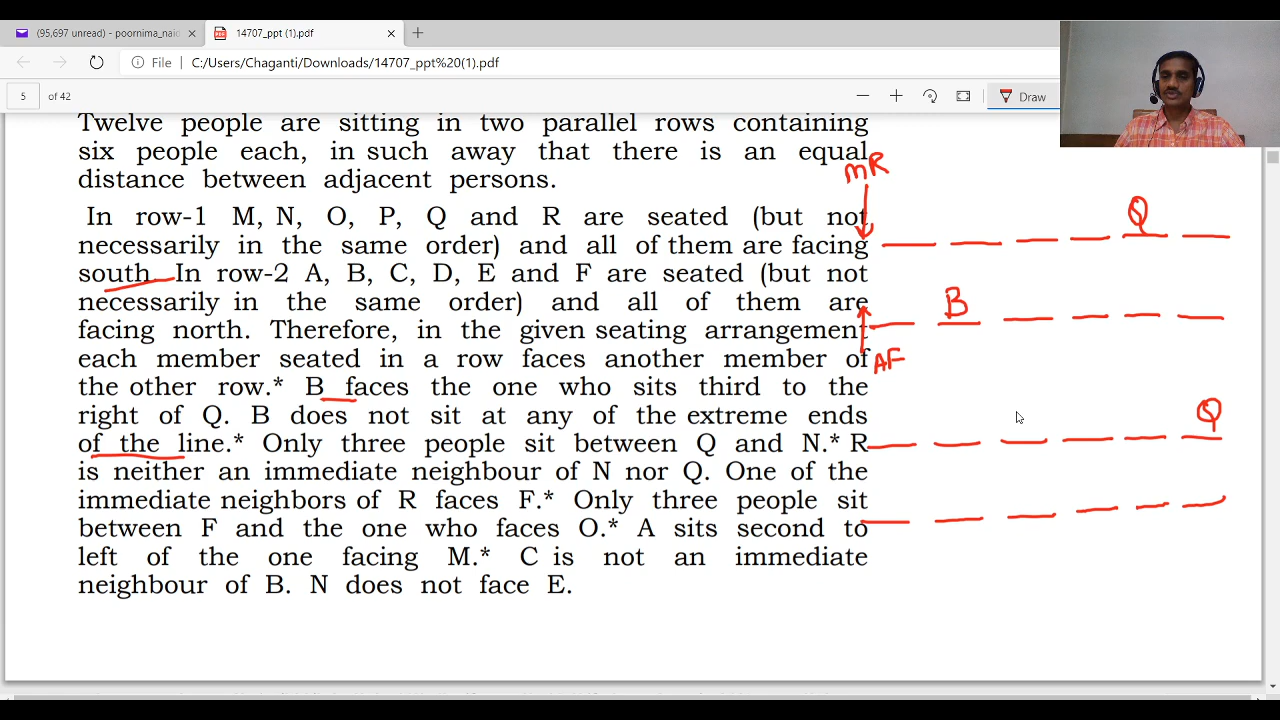 (95,697 unread) - poornima_naid
14707_ppt (1).pdf
File
C:/Users/Chaganti/Downloads/14707_ppt%20(1).pdf
5
of 42
Draw
Twelve people are sitting in two parallel rows containing
six people each, in such away that there is an equal
distance between adjacent persons.
In row-1 M, N, O, P, Q and R are seated (but not
necessarily in the same order) and all of them are facing
south. In row-2 A, B, C, D, E and F are seated (but not
necessarily in the same order) and all of them are
facing north. Therefore, in the given seating arrangement
each member seated in a row faces another member of
the other row.* B faces the one who sits third to the
right of Q. B does not sit at any of the extreme ends
of the line.* Only three people sit between Q and N.* R
is neither an immediate neighbour of N nor Q. One of the
immediate neighbors of R faces F.* Only three people sit
between F and the one who faces O.* A sits second to
left of the one facing M.* C is not an immediate
neighbour of B. N does not face E.
MR
Q
B
AF
Q